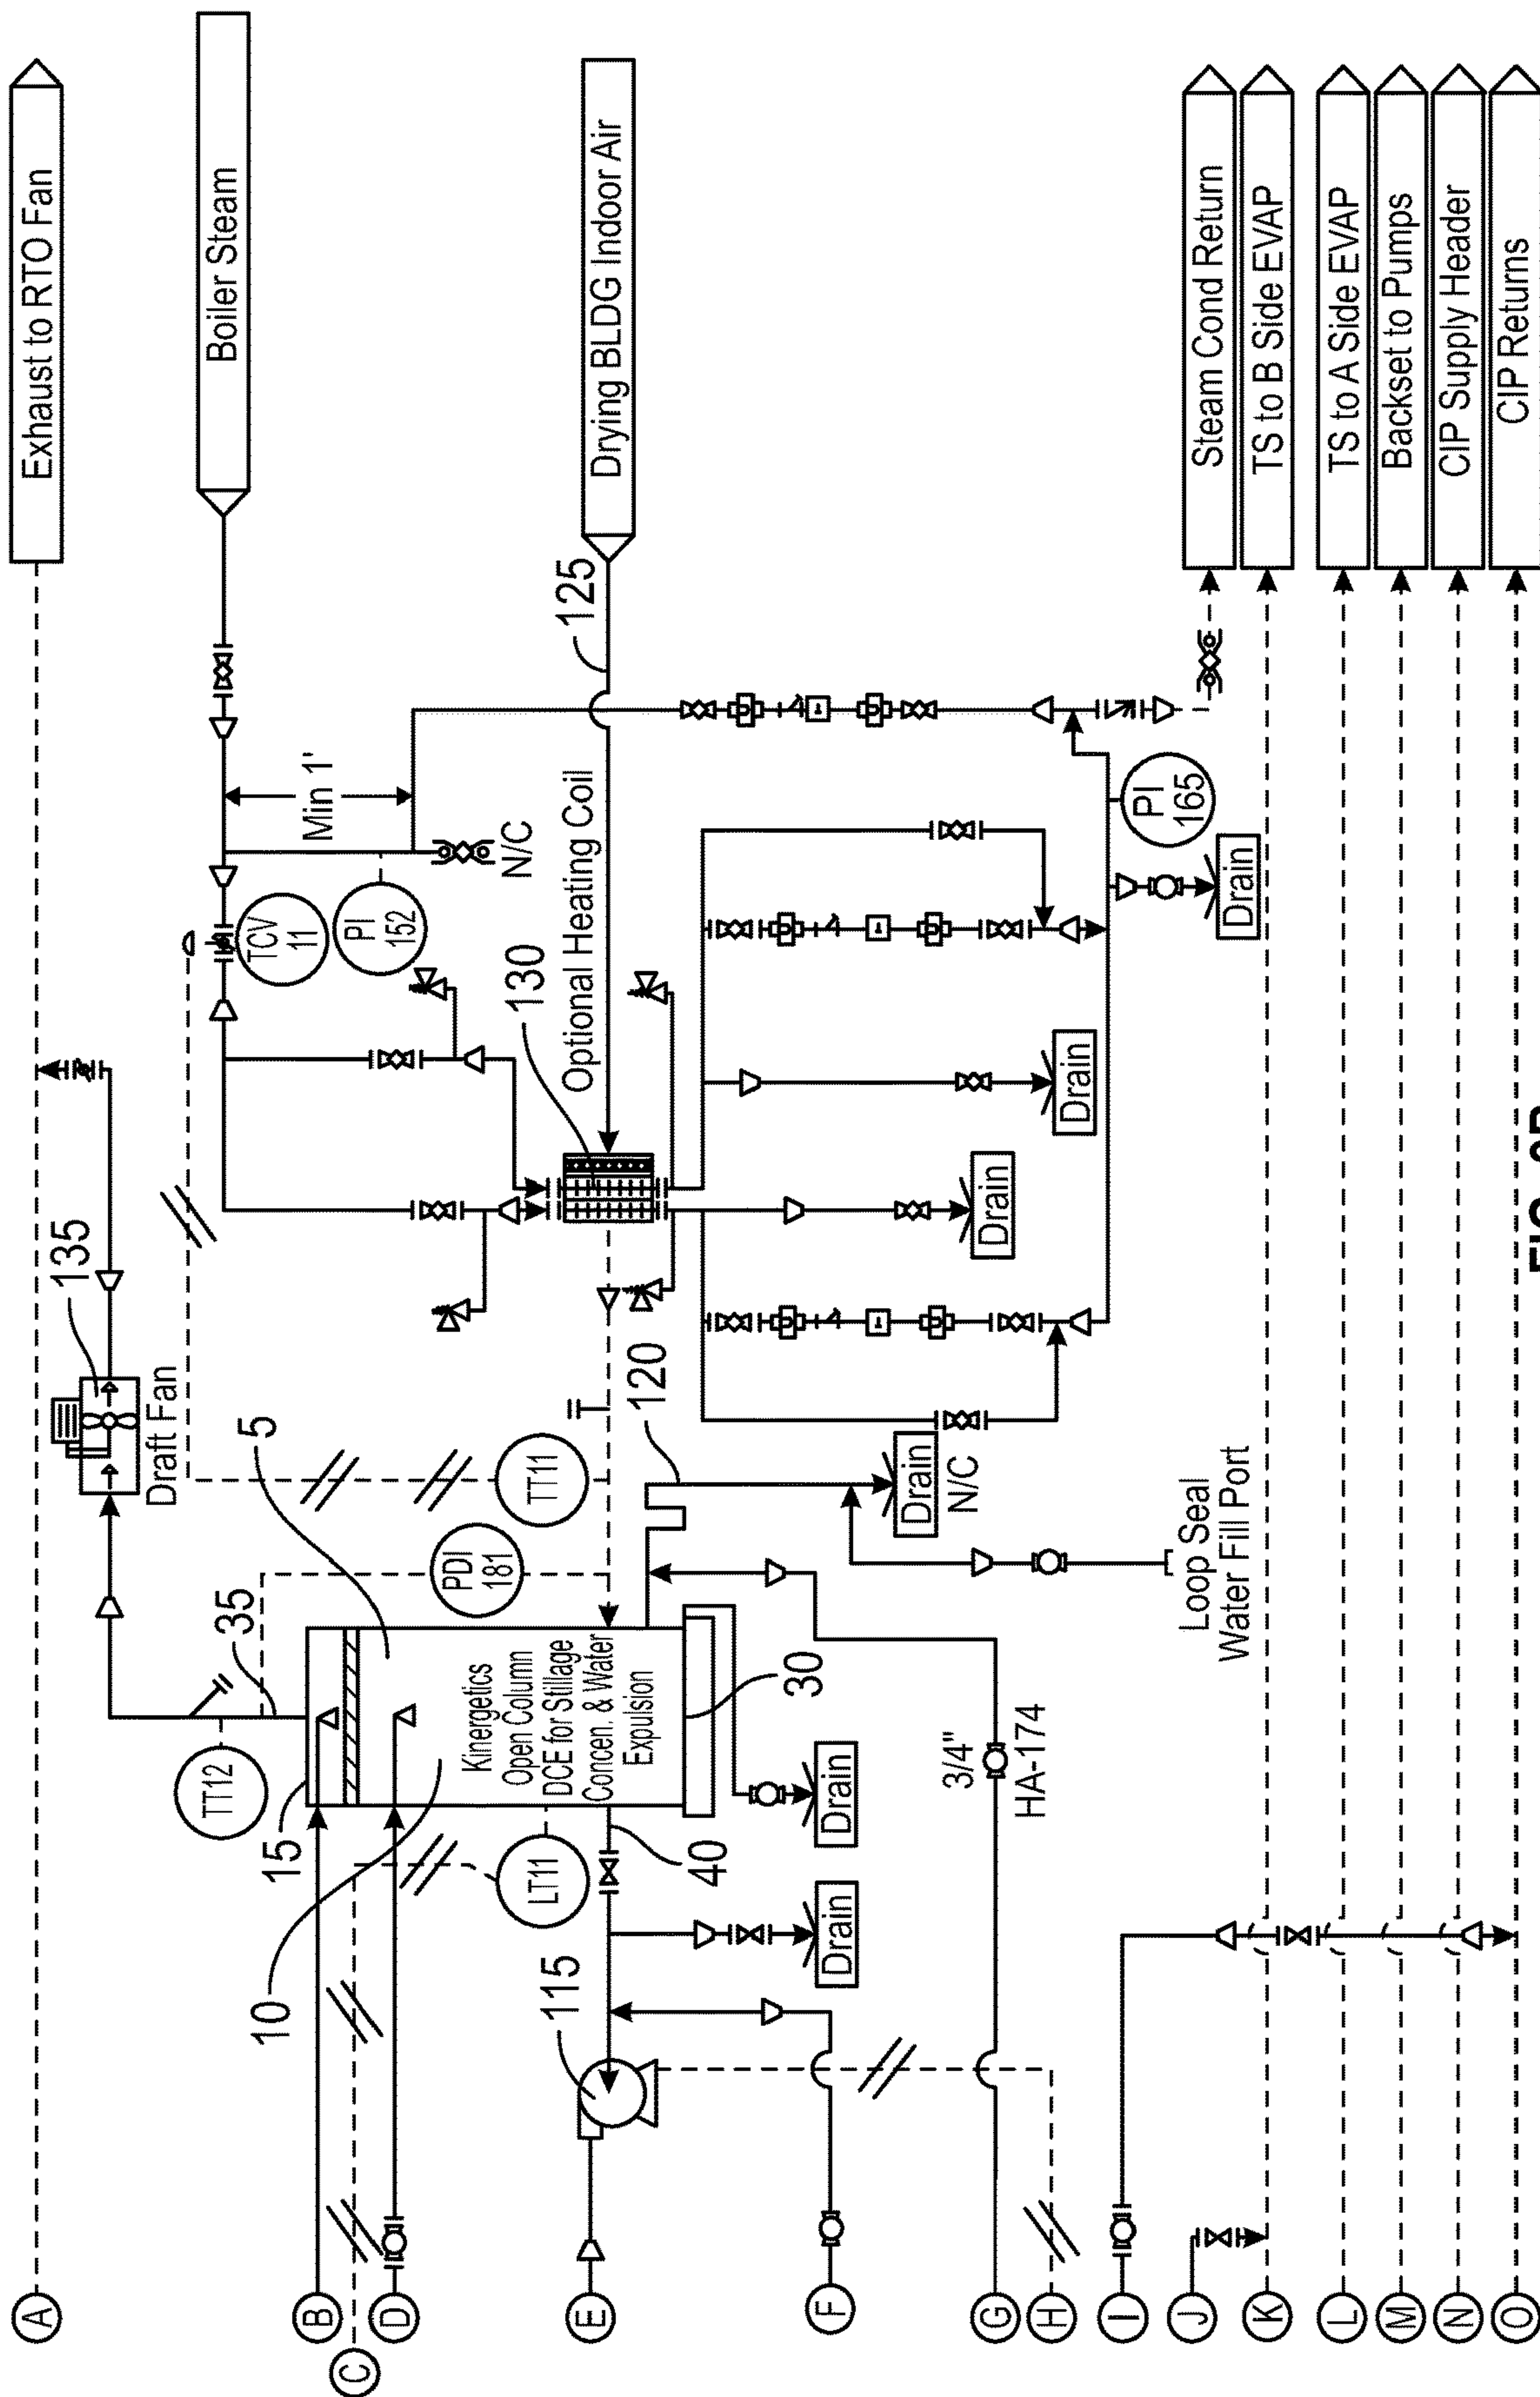 A
Exhaust to RTO Fan
Boiler Steam
Drying BLDG Indoor Air
135
Draft Fan
TCV
11
PI
152
Min 1'
N/C
125
130
Optional Heating Coil
5
35
TT12
15
10
PDI
181
TT11
120
Kinergetics
Open Column
DCE for Stillage
Concen. & Water
Expulsion
30
LT11
40
115
B
C
D
E
F
G
H
I
J
K
L
M
N
O
Drain
Drain
3/4"
HA-174
Drain
N/C
Loop Seal
Water Fill Port
Drain
Drain
Drain
PI
165
Steam Cond Return
TS to B Side EVAP
TS to A Side EVAP
Backset to Pumps
CIP Supply Header
CIP Returns